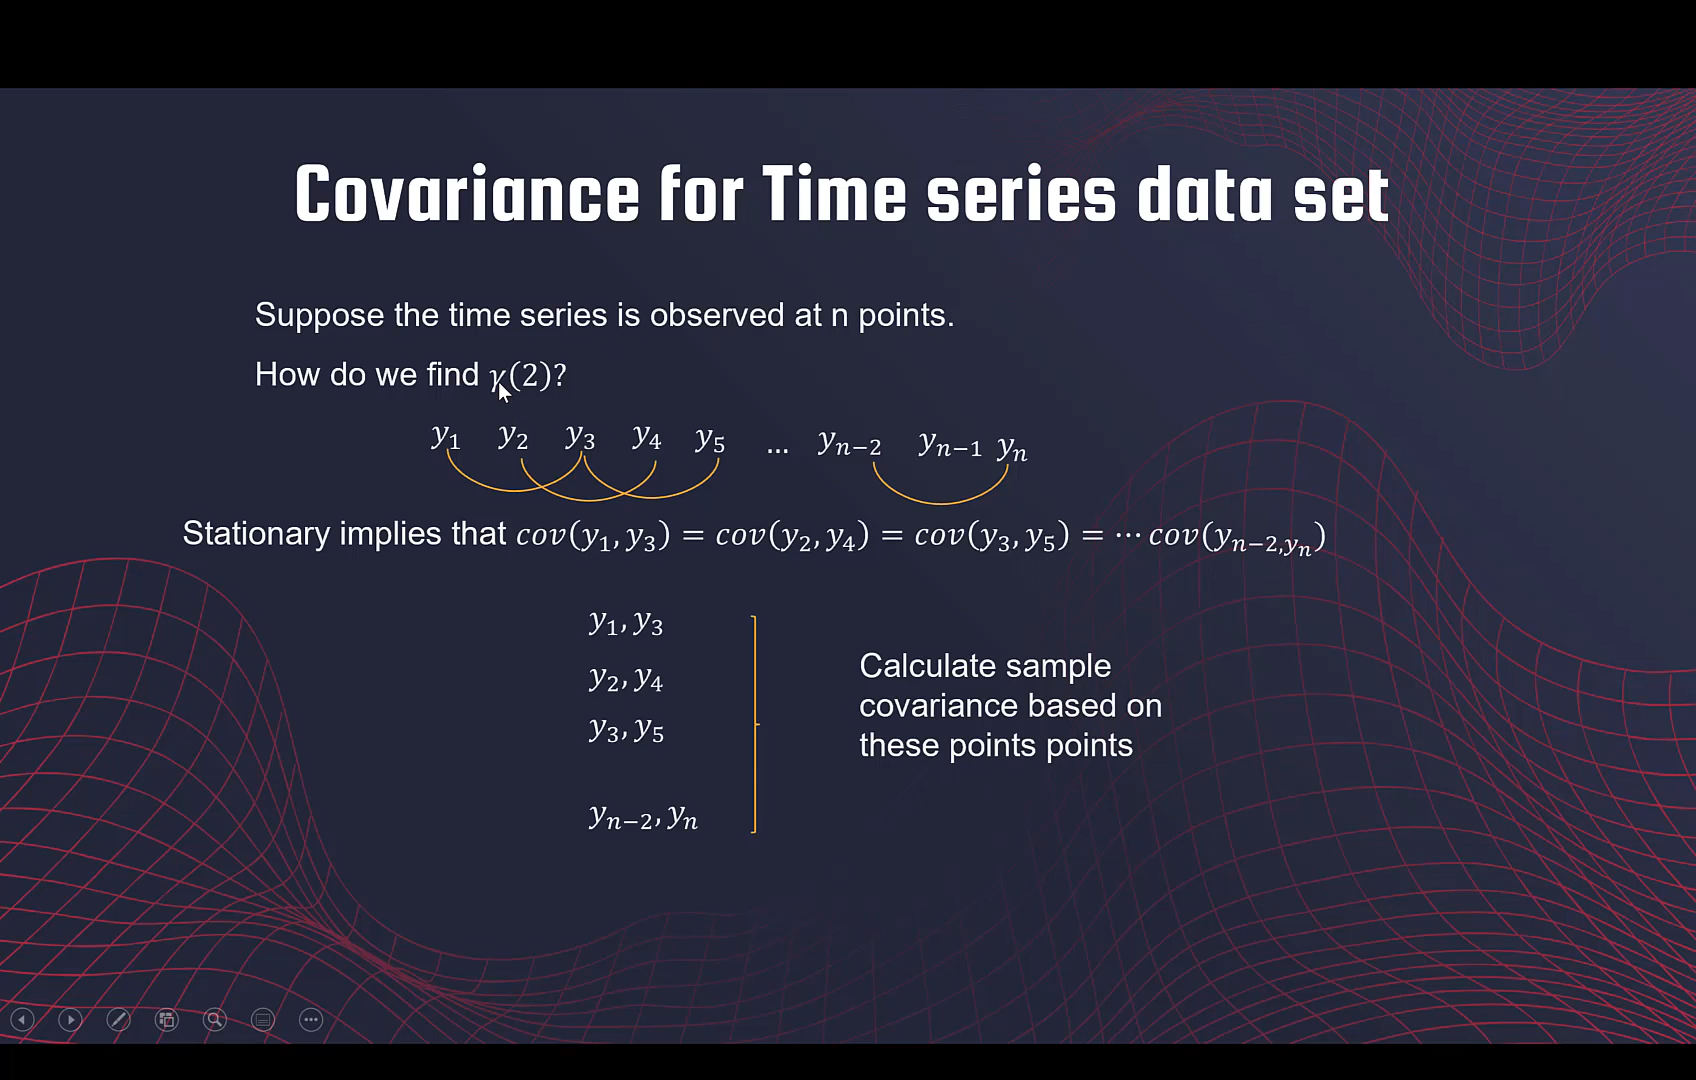 Covariance for Time series data set
Suppose the time series is observed at n points.
How do we find γ(2)?
y₁ y₂ y₃ y₄ y₅ ... yₙ₋₂ yₙ₋₁ yₙ
Stationary implies that cov(y₁, y₃) = cov(y₂, y₄) = cov(y₃, y₅) = ⋯ cov(yₙ₋₂,yₙ)
y₁, y₃
y₂, y₄
y₃, y₅
yₙ₋₂, yₙ
Calculate sample
covariance based on
these points points